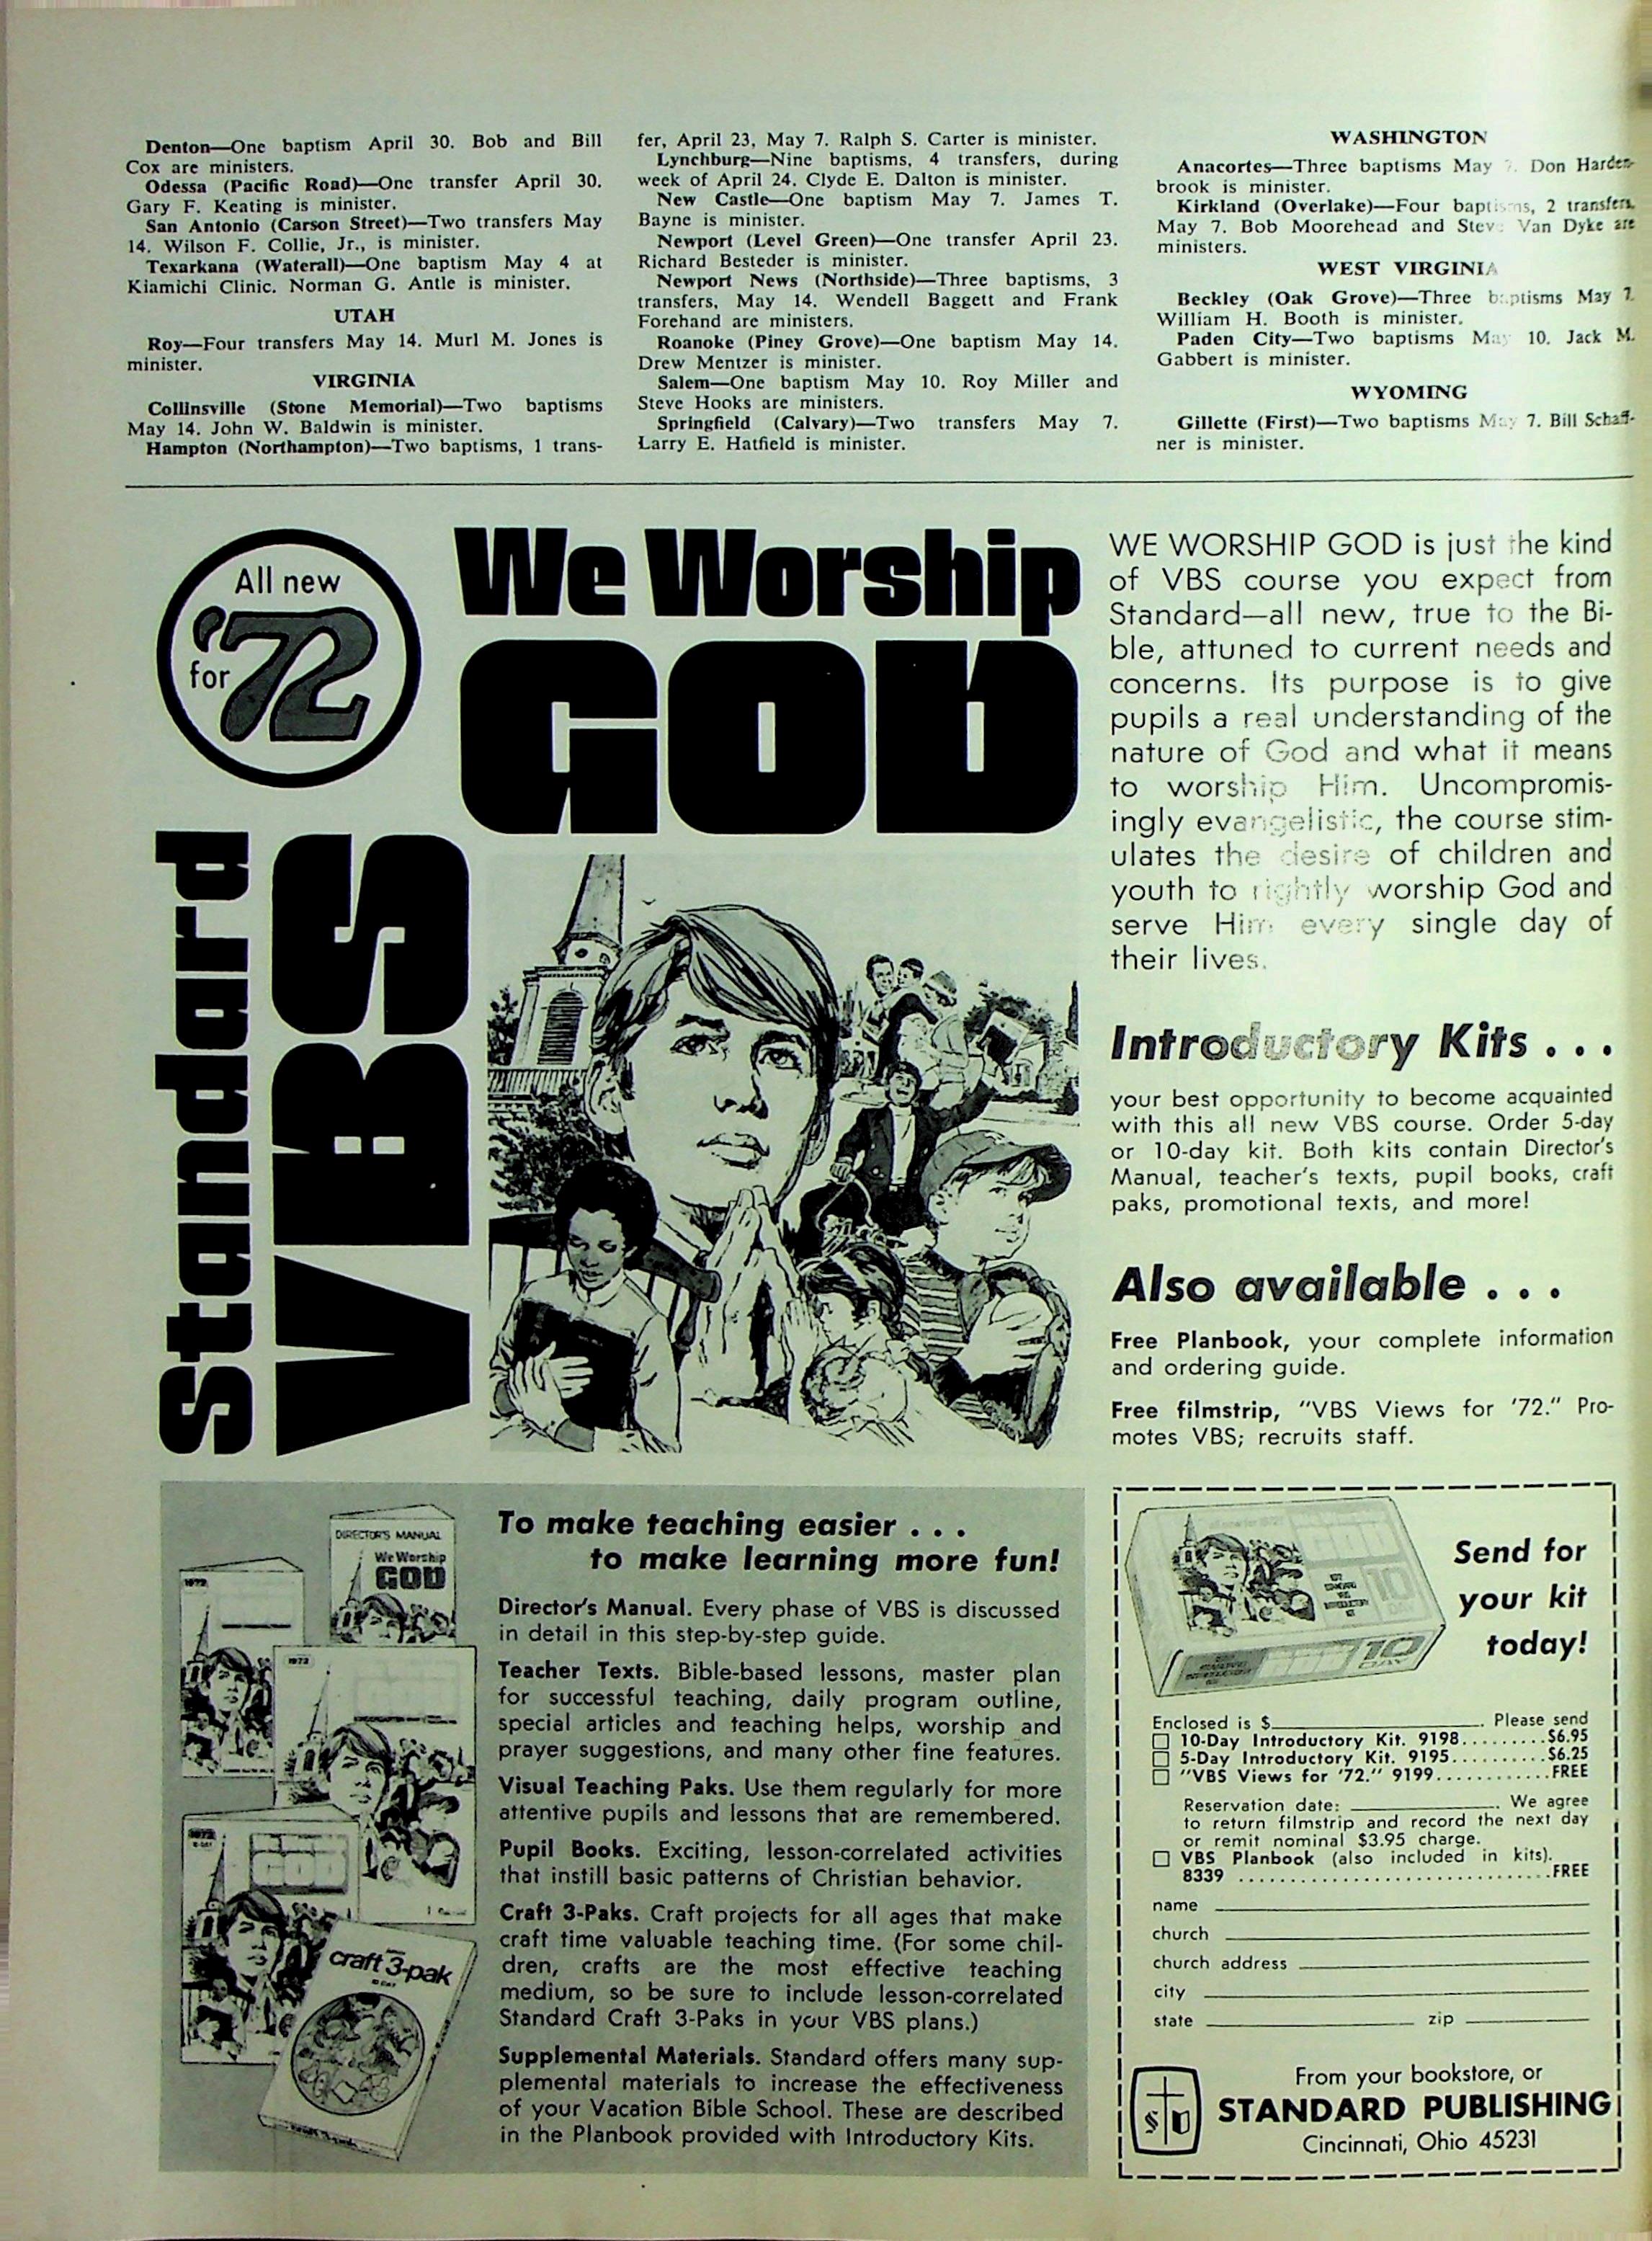 Denton—One baptism April 30. Bob and Bill
Cox are ministers.
Odessa (Pacific Road)—One transfer April 30.
Gary F. Keating is minister.
San Antonio (Carson Street)—Two transfers May
14. Wilson F. Collie, Jr., is minister.
Texarkana (Waterall)—One baptism May 4 at
Kiamichi Clinic. Norman G. Antle is minister.
UTAH
Roy—Four transfers May 14. Murl M. Jones is
minister.
VIRGINIA
Collinsville (Stone Memorial)—Two baptisms
May 14. John W. Baldwin is minister.
Hampton (Northampton)—Two baptisms, 1 trans-
fer, April 23, May 7. Ralph S. Carter is minister.
Lynchburg—Nine baptisms, 4 transfers, during
week of April 24. Clyde E. Dalton is minister.
New Castle—One baptism May 7. James T.
Bayne is minister.
Newport (Level Green)—One transfer April 23.
Richard Besteder is minister.
Newport News (Northside)—Three baptisms, 3
transfers, May 14. Wendell Baggett and Frank
Forehand are ministers.
Roanoke (Piney Grove)—One baptism May 14.
Drew Mentzer is minister.
Salem—One baptism May 10. Roy Miller and
Steve Hooks are ministers.
Springfield (Calvary)—Two transfers May 7.
Larry E. Hatfield is minister.
WASHINGTON
Anacortes—Three baptisms May 7. Don Harden-
brook is minister.
Kirkland (Overlake)—Four baptisms, 2 transfers,
May 7. Bob Moorehead and Steve Van Dyke are
ministers.
WEST VIRGINIA
Beckley (Oak Grove)—Three baptisms May 7.
William H. Booth is minister.
Paden City—Two baptisms May 10. Jack M.
Gabbert is minister.
WYOMING
Gillette (First)—Two baptisms May 7. Bill Schaff-
ner is minister.
All new
for '72
We Worship
GOD
Standard
VBS
WE WORSHIP GOD is just the kind
of VBS course you expect from
Standard—all new, true to the Bi-
ble, attuned to current needs and
concerns. Its purpose is to give
pupils a real understanding of the
nature of God and what it means
to worship Him. Uncompromis-
ingly evangelistic, the course stim-
ulates the desire of children and
youth to rightly worship God and
serve Him every single day of
their lives.
Introductory Kits . . .
your best opportunity to become acquainted
with this all new VBS course. Order 5-day
or 10-day kit. Both kits contain Director's
Manual, teacher's texts, pupil books, craft
paks, promotional texts, and more!
Also available . . .
Free Planbook, your complete information
and ordering guide.
Free filmstrip, "VBS Views for '72." Pro-
motes VBS; recruits staff.
DIRECTOR'S MANUAL
We Worship
GOD
1972
1972
1972
GOD
craft 3-pak
To make teaching easier . . .
to make learning more fun!
Director's Manual. Every phase of VBS is discussed
in detail in this step-by-step guide.
Teacher Texts. Bible-based lessons, master plan
for successful teaching, daily program outline,
special articles and teaching helps, worship and
prayer suggestions, and many other fine features.
Visual Teaching Paks. Use them regularly for more
attentive pupils and lessons that are remembered.
Pupil Books. Exciting, lesson-correlated activities
that instill basic patterns of Christian behavior.
Craft 3-Paks. Craft projects for all ages that make
craft time valuable teaching time. (For some chil-
dren, crafts are the most effective teaching
medium, so be sure to include lesson-correlated
Standard Craft 3-Paks in your VBS plans.)
Supplemental Materials. Standard offers many sup-
plemental materials to increase the effectiveness
of your Vacation Bible School. These are described
in the Planbook provided with Introductory Kits.
GOD
10
10
DAY
Send for
your kit
today!
Enclosed is $______. Please send
10-Day Introductory Kit. 9198.........$6.95
5-Day Introductory Kit. 9195..........$6.25
"VBS Views for '72." 9199............FREE
Reservation date: ______. We agree
to return filmstrip and record the next day
or remit nominal $3.95 charge.
VBS Planbook (also included in kits).
8339 ................................FREE
name
church
church address
city
state zip
From your bookstore, or
STANDARD PUBLISHING
Cincinnati, Ohio 45231